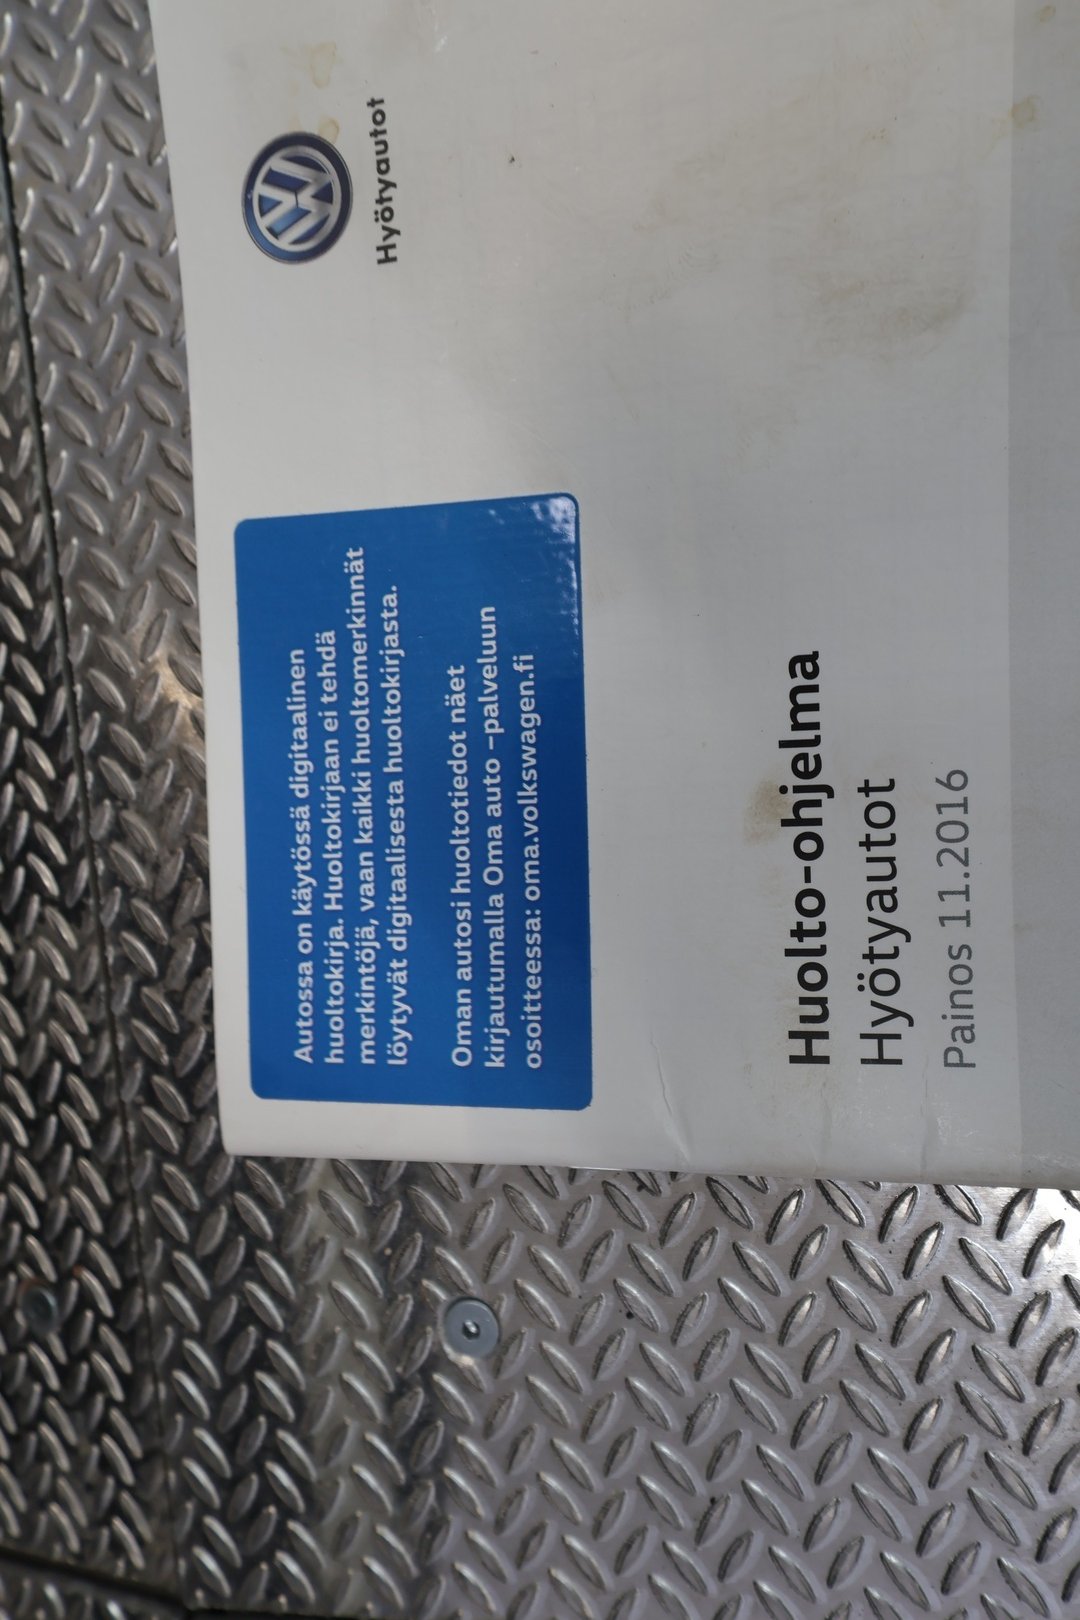 Hyötyautot
Autossa on käytössä digitaalinen
huoltokirja. Huoltokirjaan ei tehdä
merkintöjä, vaan kaikki huoltomerkinnät
löytyvät digitaalisesta huoltokirjasta.
Oman autosi huoltotiedot näet
kirjautumalla Oma auto –palveluun
osoitteessa: oma.volkswagen.fi
Huolto-ohjelma
Hyötyautot
Painos 11.2016